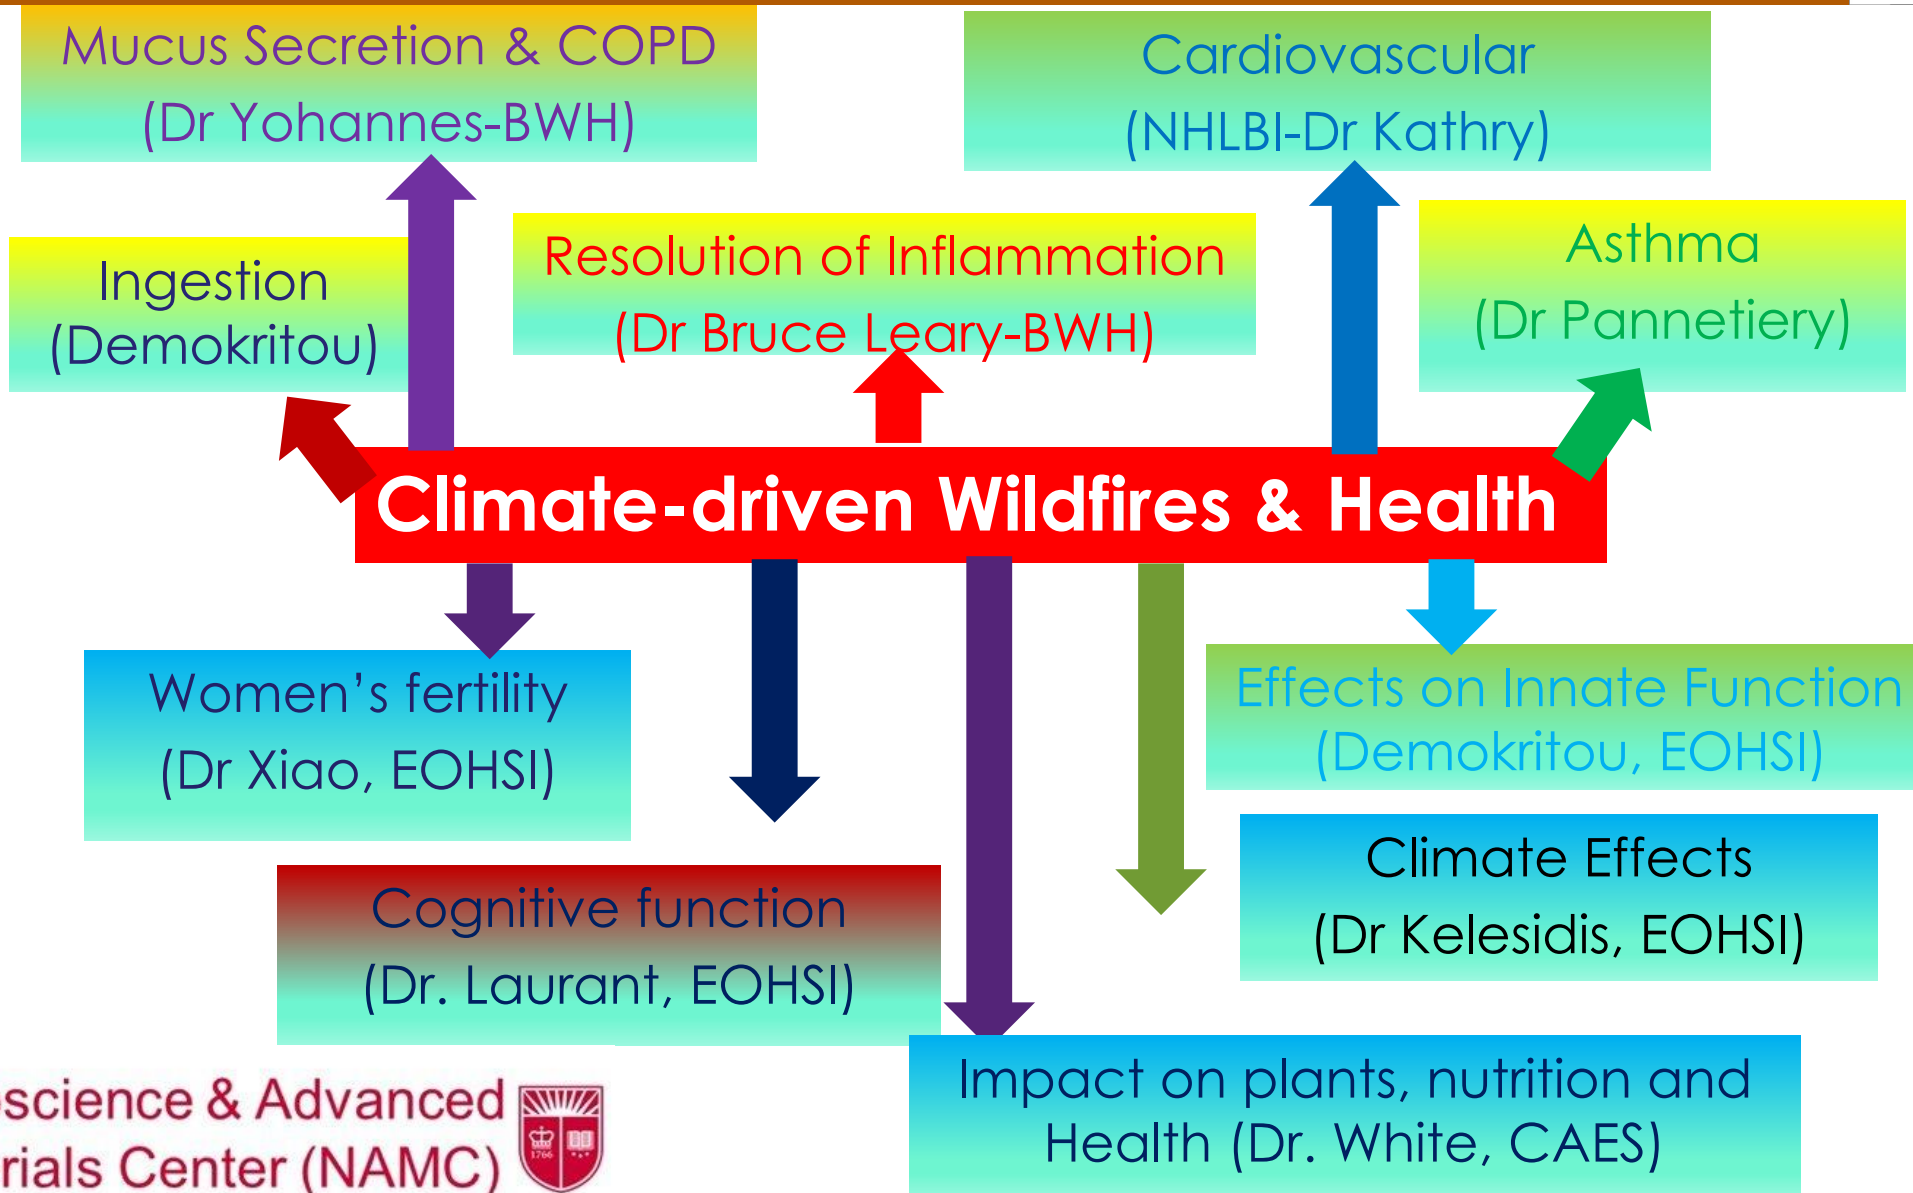 Mucus Secretion & COPD
(Dr Yohannes-BWH)
Cardiovascular
(NHLBI-Dr Kathry)
Ingestion
(Demokritou)
Resolution of Inflammation
(Dr Bruce Leary-BWH)
Asthma
(Dr Pannetiery)
Climate-driven Wildfires & Health
Women’s fertility
(Dr Xiao, EOHSI)
Effects on Innate Function
(Demokritou, EOHSI)
Climate Effects
(Dr Kelesidis, EOHSI)
Cognitive function
(Dr. Laurant, EOHSI)
Impact on plants, nutrition and
Health (Dr. White, CAES)
science & Advanced
rials Center (NAMC)
1766